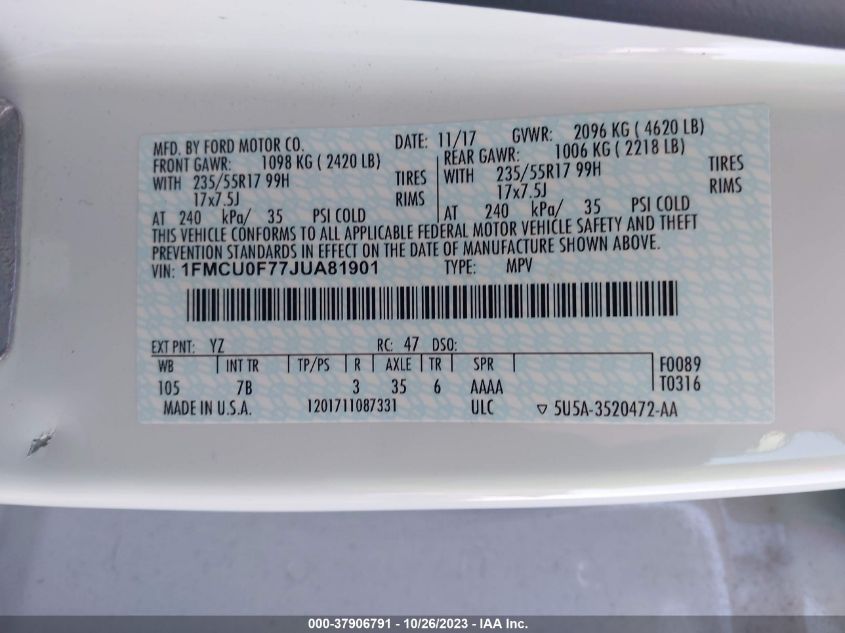 MFD. BY FORD MOTOR CO. DATE: 11/17 GVWR: 2096 KG ( 4620 LB)
FRONT GAWR: 1098 KG ( 2420 LB) REAR GAWR: 1006 KG ( 2218 LB)
WITH 235/55R17 99H TIRES WITH 235/55R17 99H TIRES
17x7.5J RIMS 17x7.5J RIMS
AT 240 kPa/ 35 PSI COLD AT 240 kPa/ 35 PSI COLD
THIS VEHICLE CONFORMS TO ALL APPLICABLE FEDERAL MOTOR VEHICLE SAFETY AND THEFT
PREVENTION STANDARDS IN EFFECT ON THE DATE OF MANUFACTURE SHOWN ABOVE.
VIN: 1FMCU0F77JUA81901 TYPE: MPV
EXT PNT: YZ RC: 47 DSO:
WB INT TR TP/PS R AXLE TR SPR F0089
105 7B 3 35 6 AAAA T0316
MADE IN U.S.A. 1201711087331 ULC ▽ 5U5A-3520472-AA
000-37906791 - 10/26/2023 - IAA Inc.